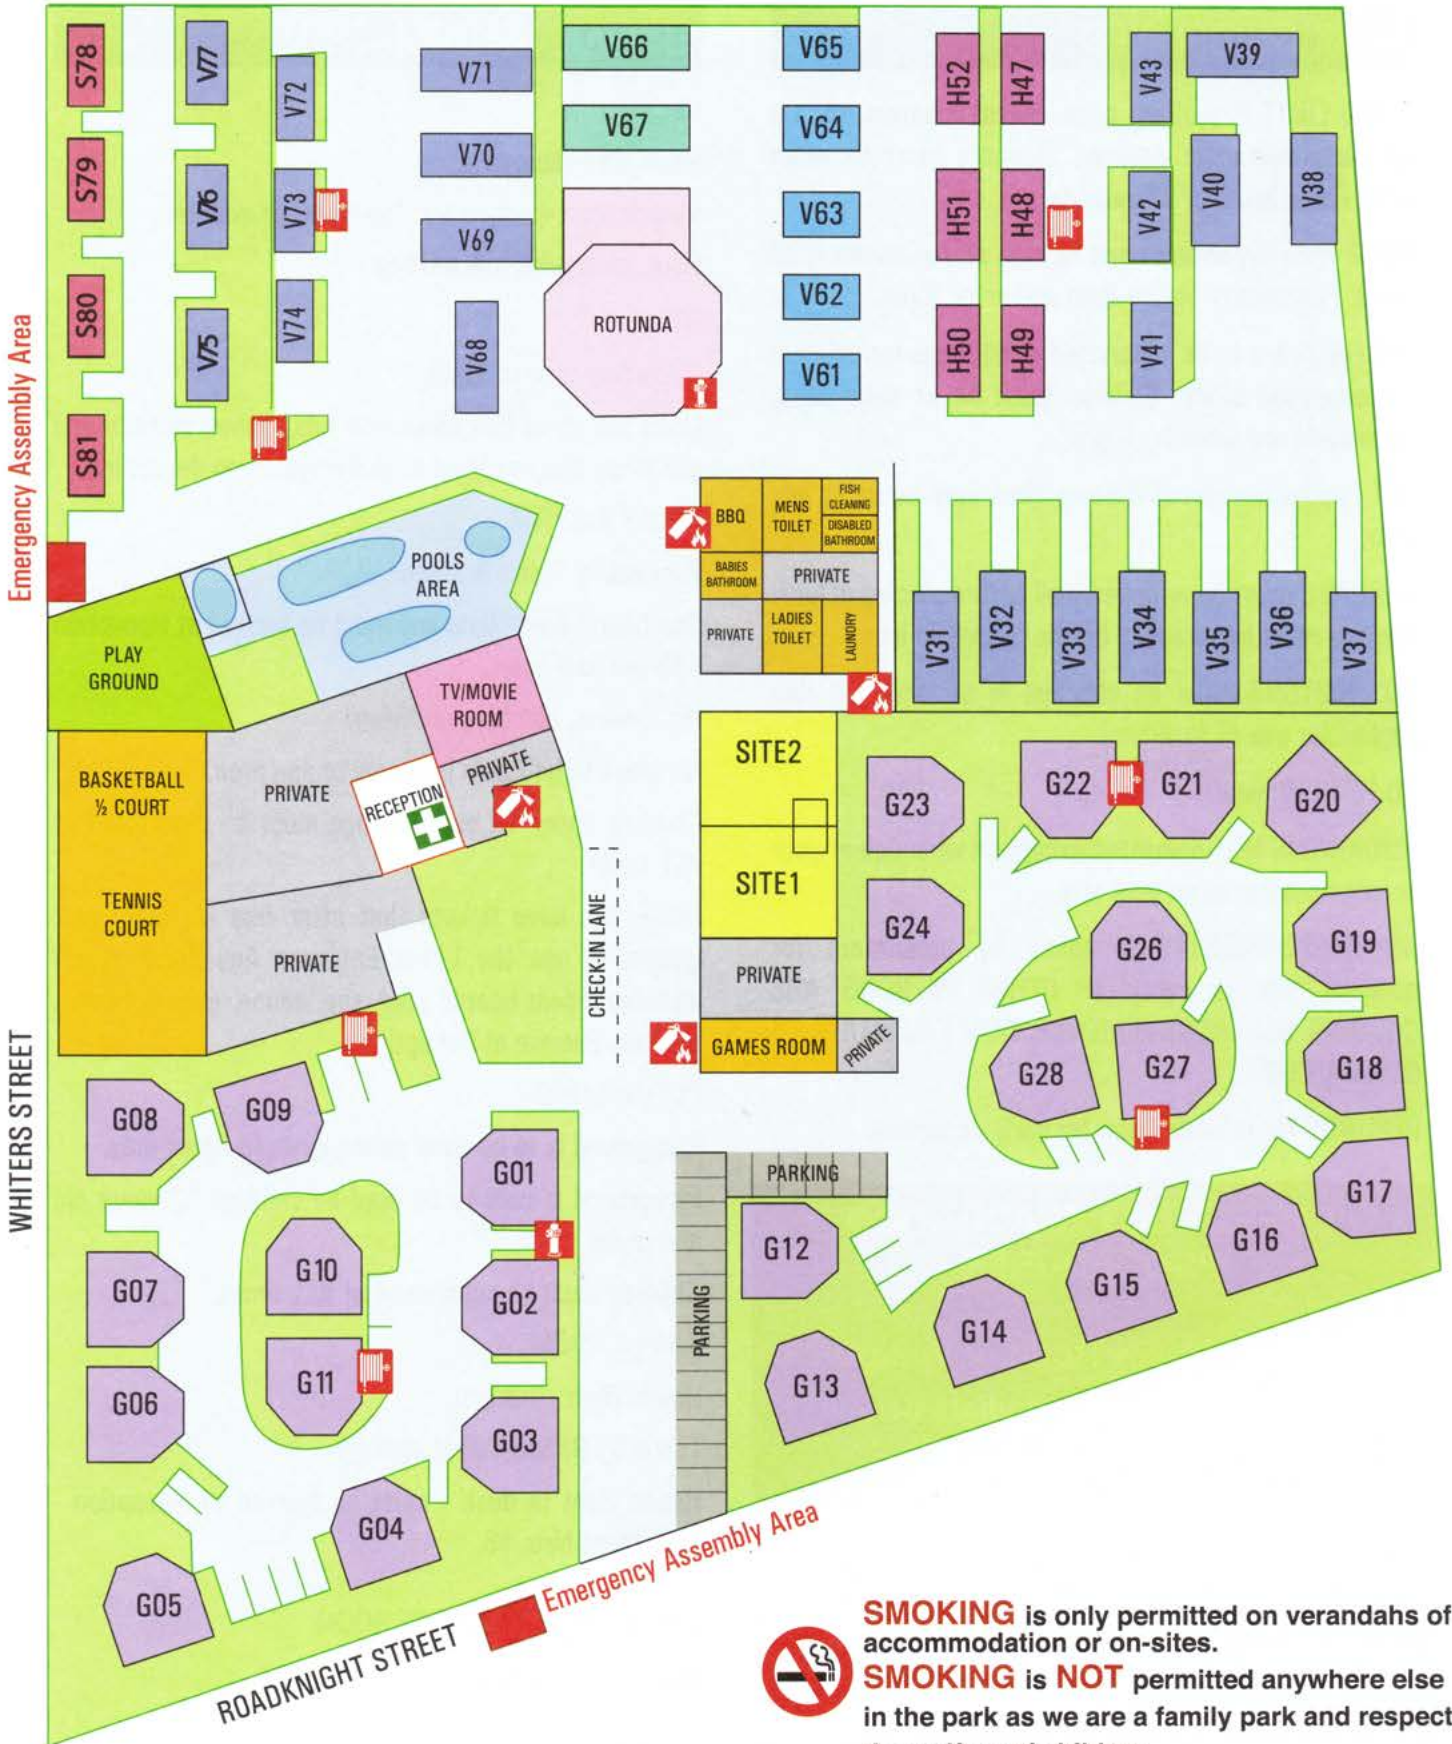 S78
V77
V72
V71
V66
V65
H52
H47
V43
V39
S79
V76
V73
V70
V67
V64
H51
H48
V42
V40
V38
V69
V63
S80
V75
V74
V68
ROTUNDA
V62
V61
H50
H49
V41
S81
Emergency Assembly Area
POOLS
AREA
PLAY
GROUND
TV/MOVIE
ROOM
PRIVATE
BASKETBALL
½ COURT
TENNIS
COURT
PRIVATE
RECEPTION
PRIVATE
CHECK-IN LANE
BBQ
MENS
TOILET
FISH
CLEANING
DISABLED
BATHROOM
BABIES
BATHROOM
PRIVATE
PRIVATE
LADIES
TOILET
LAUNDRY
V31
V32
V33
V34
V35
V36
V37
SITE2
SITE1
PRIVATE
GAMES ROOM
PRIVATE
G23
G22
G21
G20
G24
G26
G19
G28
G27
G18
G17
G16
G15
G14
G12
G13
PARKING
PARKING
WHITERS STREET
G08
G09
G01
G07
G10
G02
G06
G11
G03
G04
G05
ROADKNIGHT STREET
Emergency Assembly Area
SMOKING is only permitted on verandahs of
accommodation or on-sites.
SMOKING is NOT permitted anywhere else
in the park as we are a family park and respect